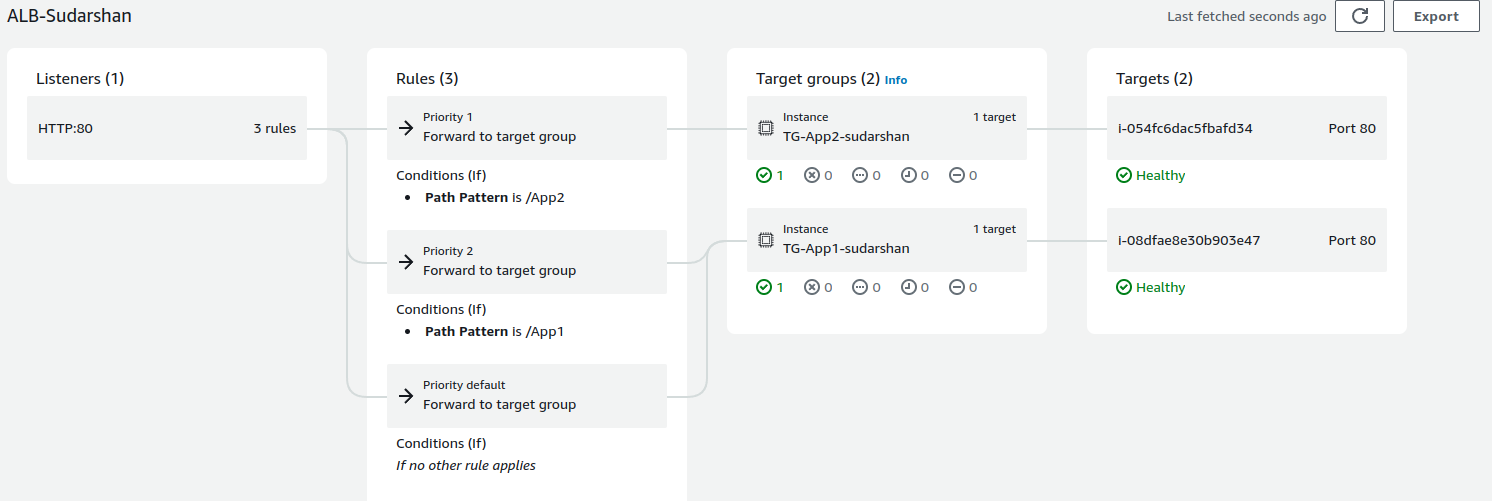 ALB-Sudarshan
Last fetched seconds ago
Export
Listeners (1)
HTTP:80
3 rules
Rules (3)
Priority 1
Forward to target group
Conditions (If)
• Path Pattern is /App2
Priority 2
Forward to target group
Conditions (If)
• Path Pattern is /App1
Priority default
Forward to target group
Conditions (If)
If no other rule applies
Target groups (2) Info
Instance
1 target
TG-App2-sudarshan
1 0 0 0 0
Instance
1 target
TG-App1-sudarshan
1 0 0 0 0
Targets (2)
i-054fc6dac5fbafd34
Port 80
Healthy
i-08dfae8e30b903e47
Port 80
Healthy